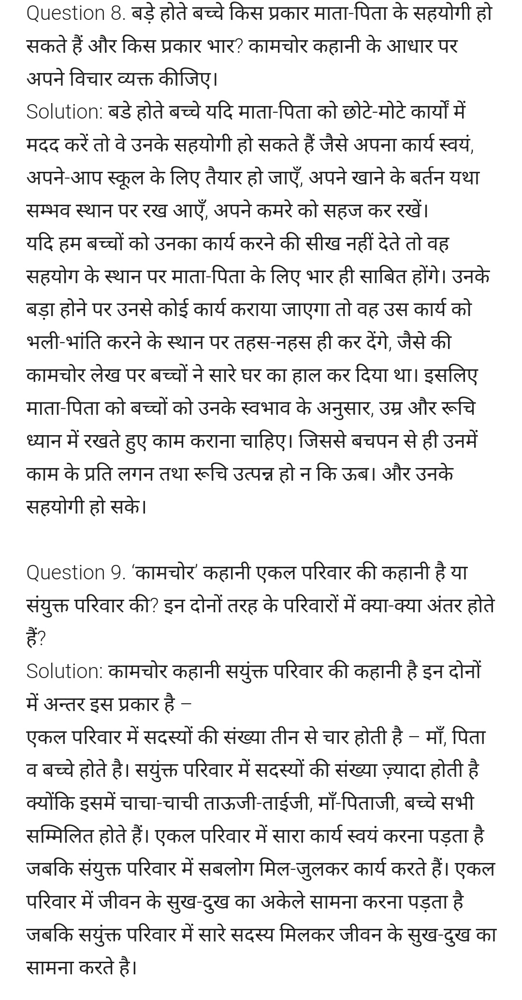 Question 8. बड़े होते बच्चे किस प्रकार माता-पिता के सहयोगी हो
सकते हैं और किस प्रकार भार? कामचोर कहानी के आधार पर
अपने विचार व्यक्त कीजिए।
Solution: बडे होते बच्चे यदि माता-पिता को छोटे-मोटे कार्यों में
मदद करें तो वे उनके सहयोगी हो सकते हैं जैसे अपना कार्य स्वयं,
अपने-आप स्कूल के लिए तैयार हो जाएँ, अपने खाने के बर्तन यथा
सम्भव स्थान पर रख आएँ, अपने कमरे को सहज कर रखें।
यदि हम बच्चों को उनका कार्य करने की सीख नहीं देते तो वह
सहयोग के स्थान पर माता-पिता के लिए भार ही साबित होंगे। उनके
बड़ा होने पर उनसे कोई कार्य कराया जाएगा तो वह उस कार्य को
भली-भांति करने के स्थान पर तहस-नहस ही कर देंगे, जैसे की
कामचोर लेख पर बच्चों ने सारे घर का हाल कर दिया था। इसलिए
माता-पिता को बच्चों को उनके स्वभाव के अनुसार, उम्र और रूचि
ध्यान में रखते हुए काम कराना चाहिए। जिससे बचपन से ही उनमें
काम के प्रति लगन तथा रूचि उत्पन्न हो न कि ऊब। और उनके
सहयोगी हो सके।
Question 9. ‘कामचोर’ कहानी एकल परिवार की कहानी है या
संयुक्त परिवार की? इन दोनों तरह के परिवारों में क्या-क्या अंतर होते
हैं?
Solution: कामचोर कहानी सयुंक्त परिवार की कहानी है इन दोनों
में अन्तर इस प्रकार है –
एकल परिवार में सदस्यों की संख्या तीन से चार होती है – माँ, पिता
व बच्चे होते है। सयुंक्त परिवार में सदस्यों की संख्या ज़्यादा होती है
क्योंकि इसमें चाचा-चाची ताऊजी-ताईजी, माँ-पिताजी, बच्चे सभी
सम्मिलित होते हैं। एकल परिवार में सारा कार्य स्वयं करना पड़ता है
जबकि संयुक्त परिवार में सबलोग मिल-जुलकर कार्य करते हैं। एकल
परिवार में जीवन के सुख-दुख का अकेले सामना करना पड़ता है
जबकि सयुंक्त परिवार में सारे सदस्य मिलकर जीवन के सुख-दुख का
सामना करते है।